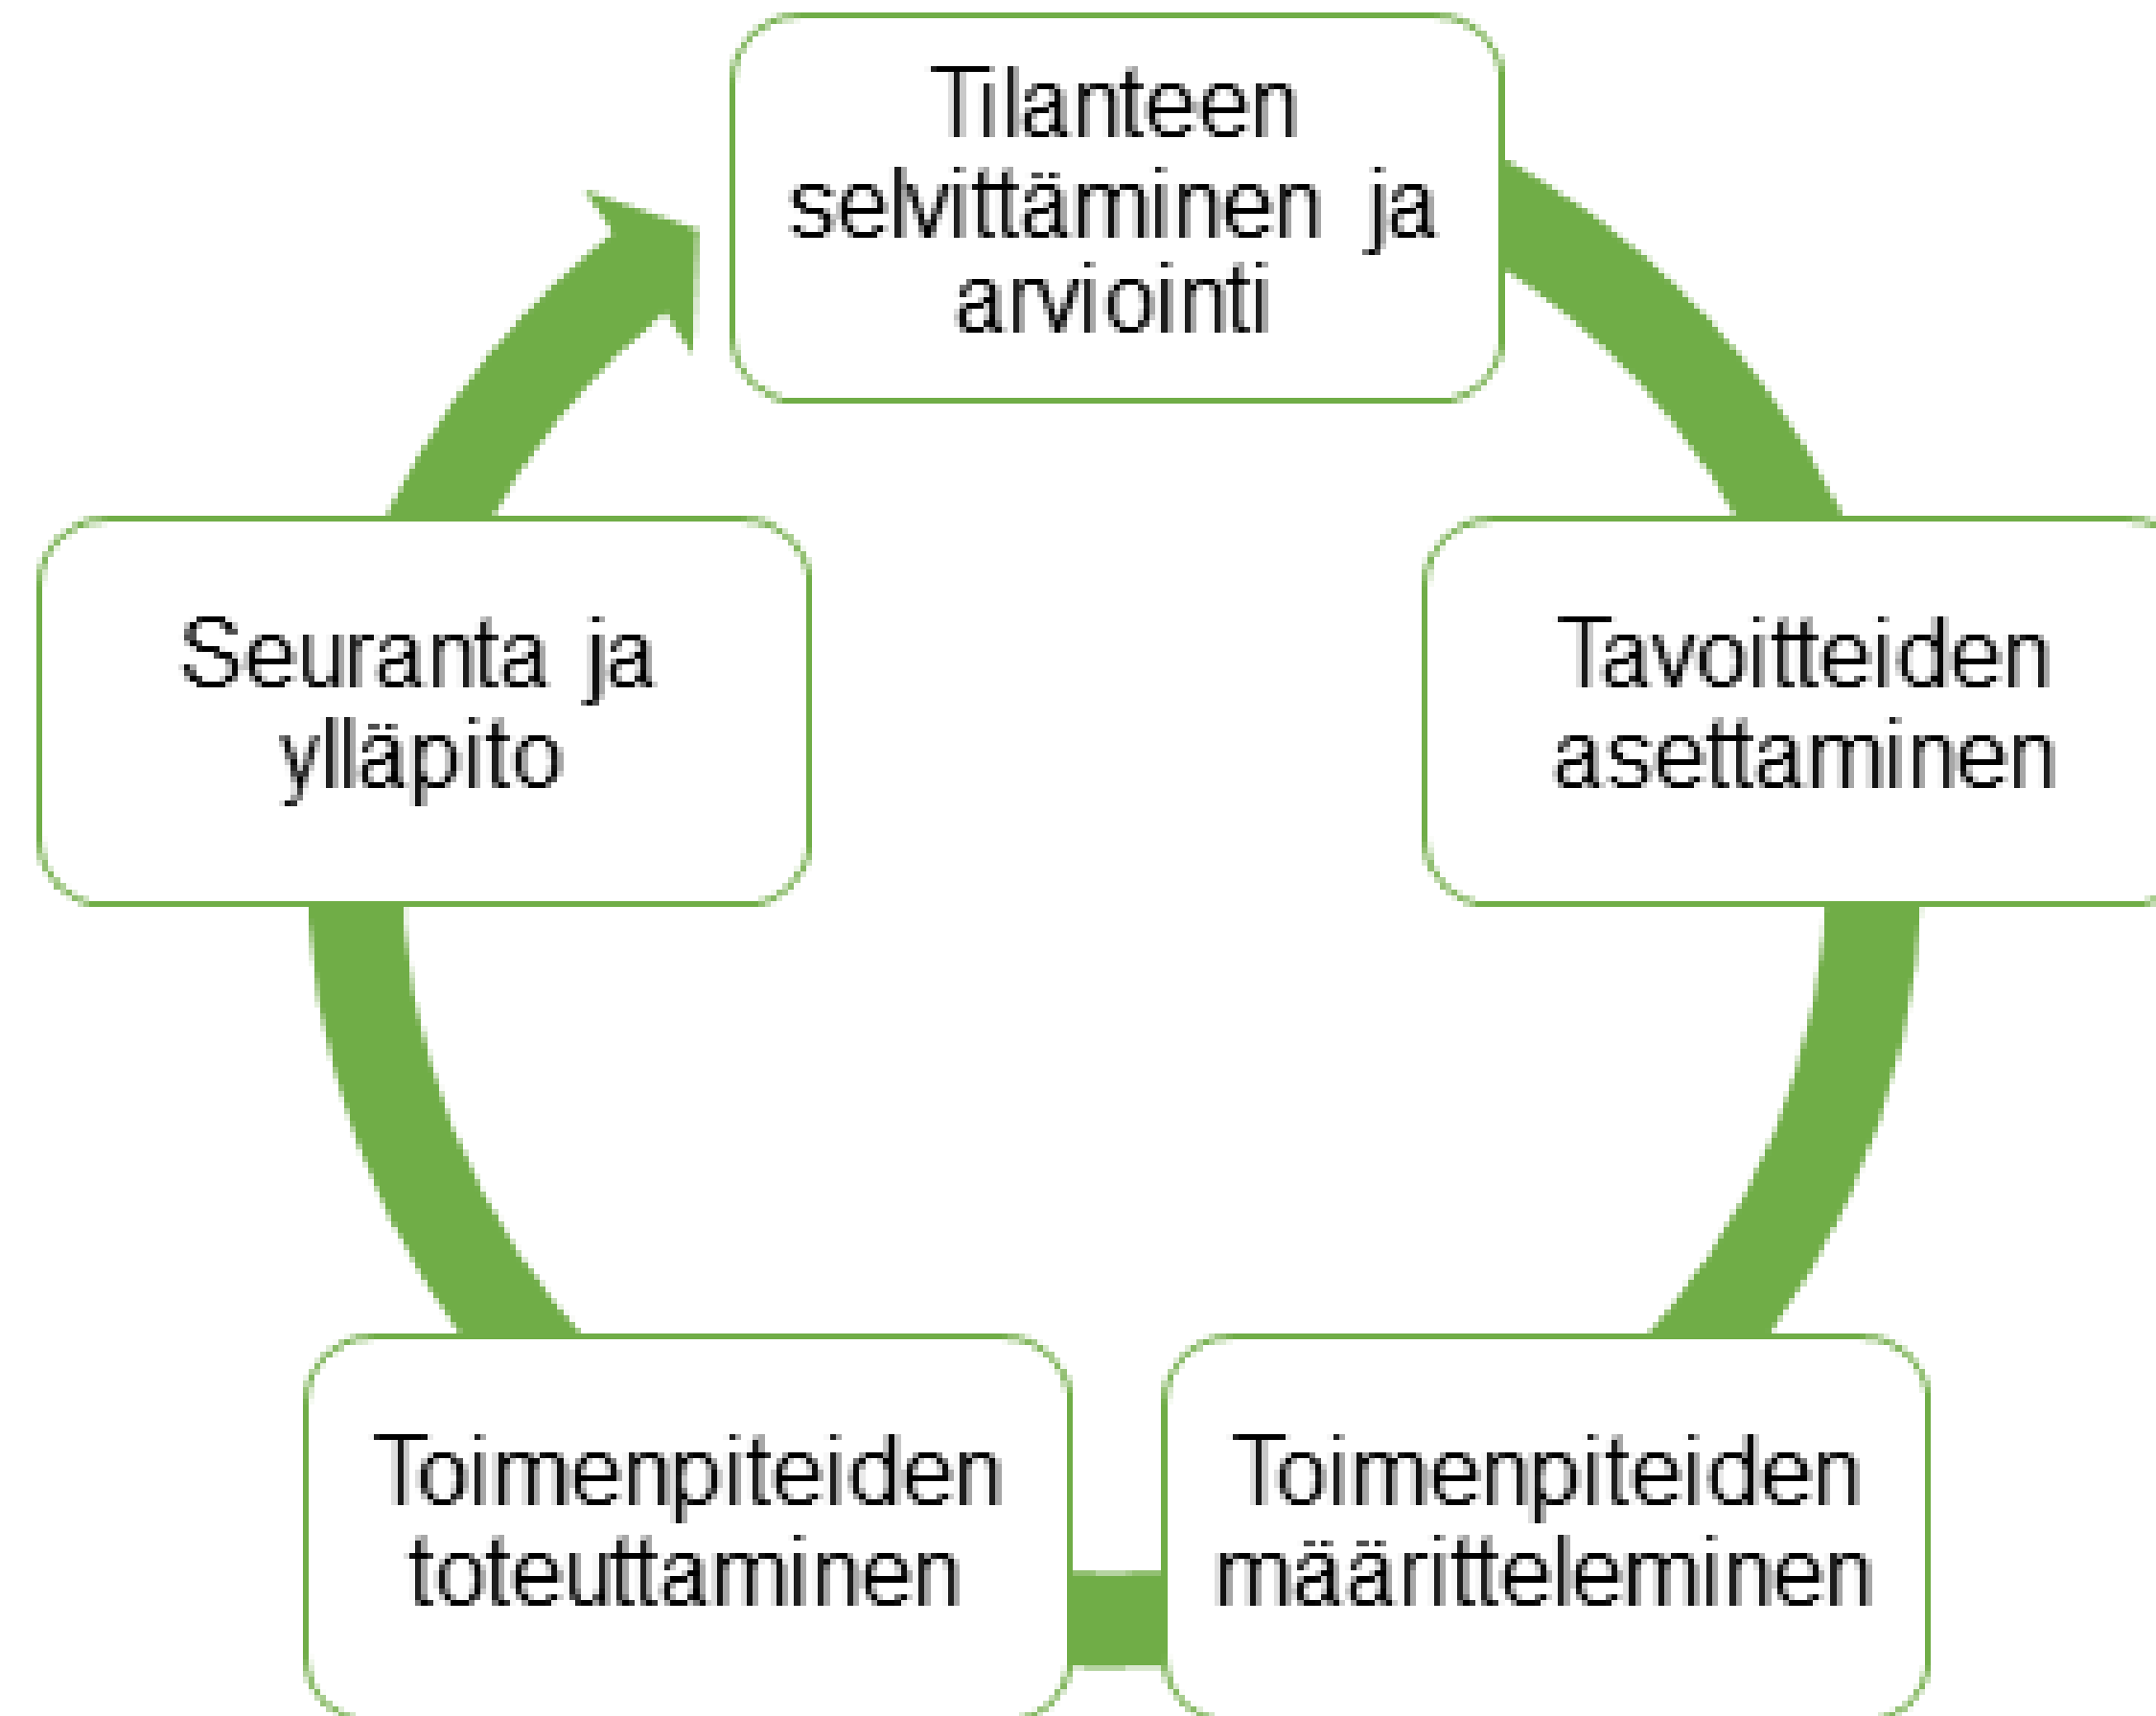 Tilanteen
selvittäminen ja
arviointi
Tavoitteiden
asettaminen
Toimenpiteiden
määritteleminen
Toimenpiteiden
toteuttaminen
Seuranta ja
ylläpito